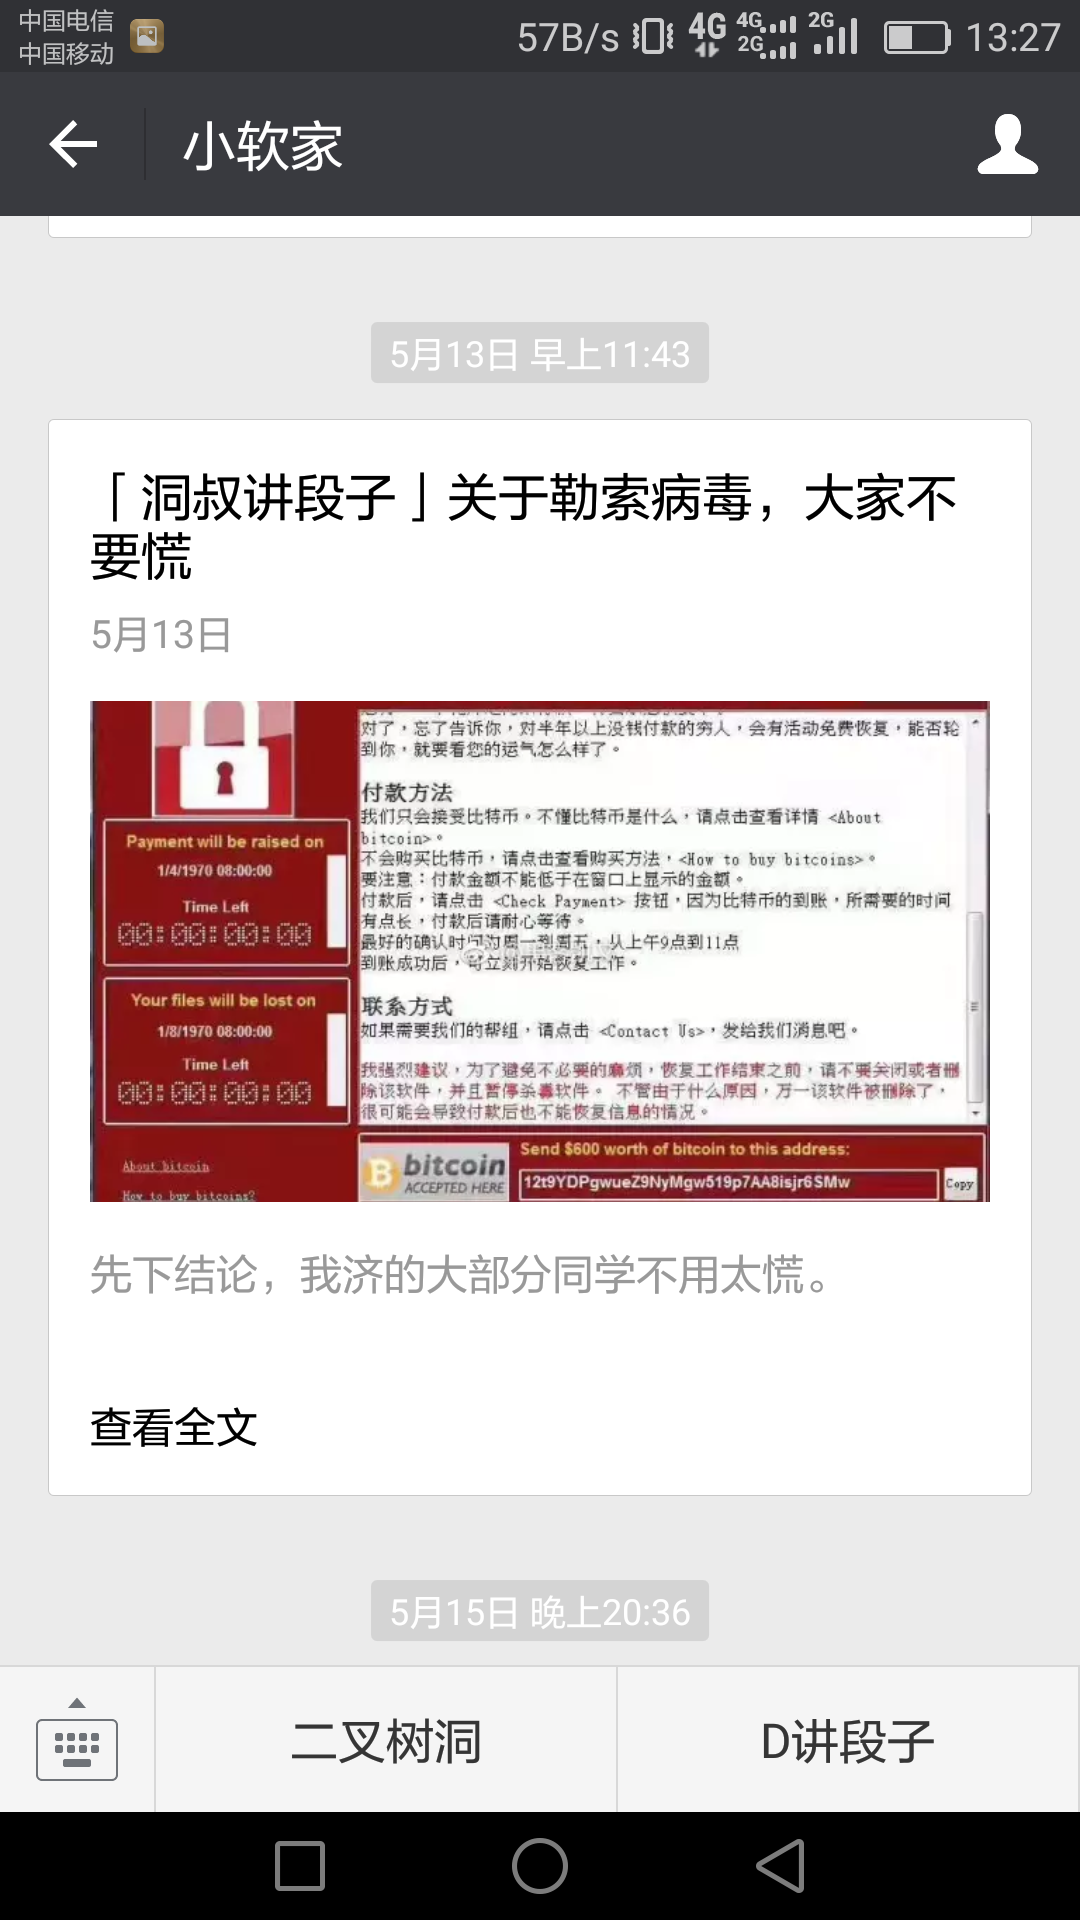 中国电信
中国移动
57B/s 4G 4G 2G 2G 13:27
小软家
5月13日 早上11:43
「洞叔讲段子」关于勒索病毒，大家不
要慌
5月13日
对了，忘了告诉你，对半年以上没钱付款的穷人，会有活动免费恢复，能否轮
到你，就要看您的运气怎么样了。
付款方法
我们只会接受比特币。不懂比特币是什么，请点击查看详情 <About
bitcoin>。
不会购买比特币，请点击查看购买方法，<How to buy bitcoins>。
要注意：付款金额不能低于在窗口上显示的金额。
付款后，请点击 <Check Payment> 按钮，因为比特币的到账，所需要的时间
有点长，付款后请耐心等待。
最好的确认时间为周一到周五，从上午9点到11点
到账成功后，可立刻开始恢复工作。
联系方式
如果需要我们的帮组，请点击 <Contact Us>，发给我们消息吧。
我强烈建议，为了避免不必要的麻烦，恢复工作结束之前，请不要关闭或者删
除该软件，并且暂停杀毒软件。 不管由于什么原因，万一该软件被删除了，
很可能会导致付款后也不能恢复信息的情况。
Payment will be raised on
1/4/1970 08:00:00
Time Left
00:00:00:00
Your files will be lost on
1/8/1970 08:00:00
Time Left
00:00:00:00
About bitcoin
How to buy bitcoins?
bitcoin
ACCEPTED HERE
Send $600 worth of bitcoin to this address:
12t9YDPgwueZ9NyMgw519p7AA8isjr6SMw
Copy
先下结论，我济的大部分同学不用太慌。
查看全文
5月15日 晚上20:36
二叉树洞
D讲段子